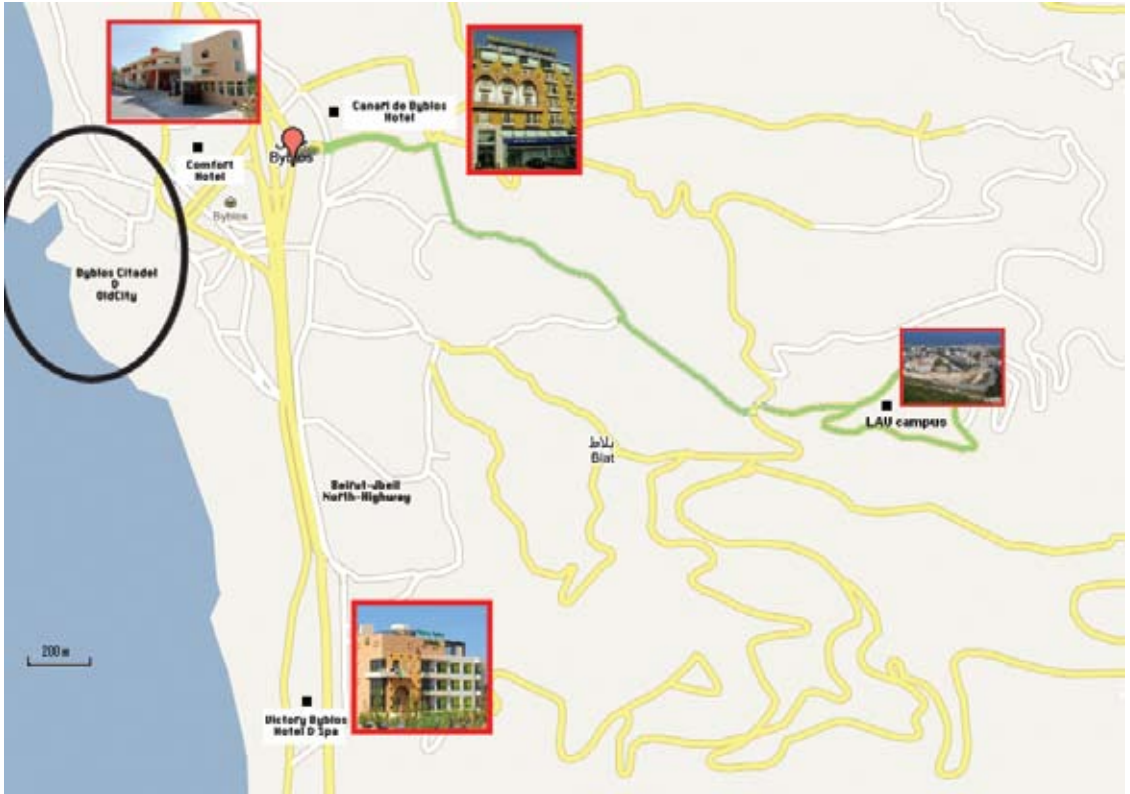 Canari de Byblos
Hotel
Byblos
Comfort
Hotel
Byblos
Byblos Citadel
&
OldCity
LAU campus
بلاط
Blat
Beirut-Jbeil
North-Highway
200 m
Victory Byblos
Hotel & Spa